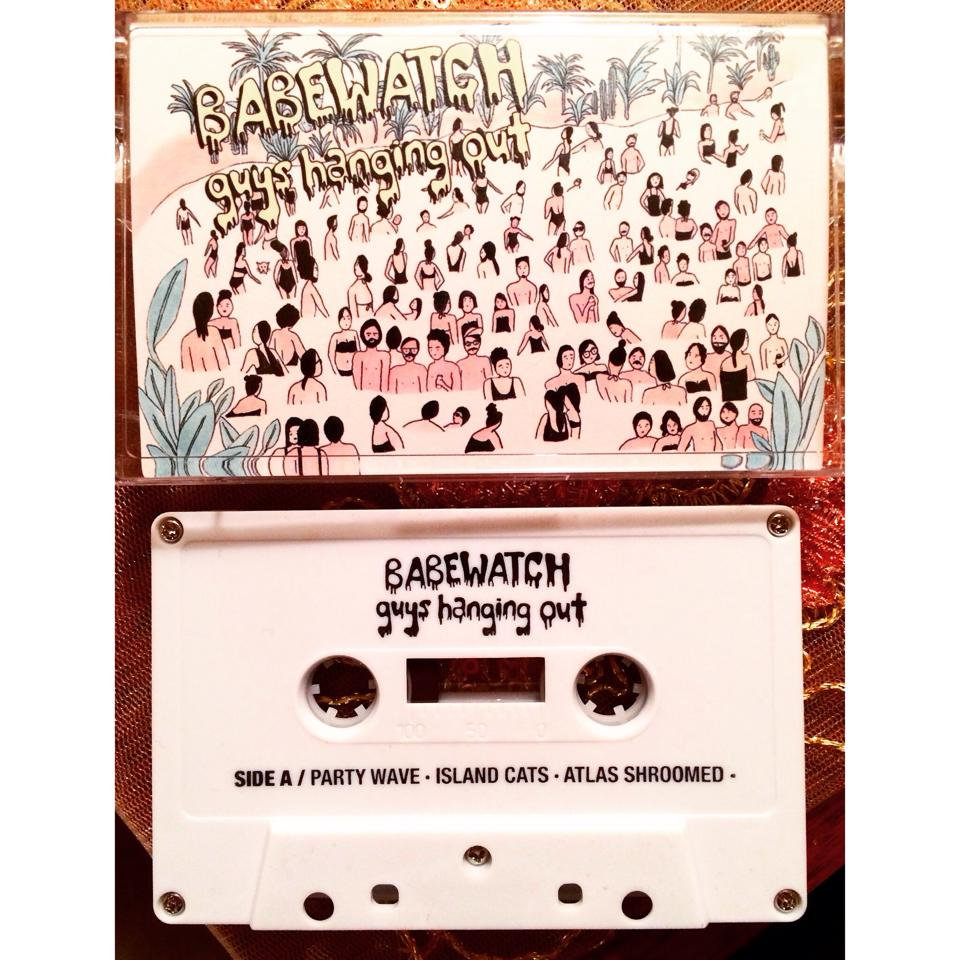 BABEWATCH
guys hanging out
BABEWATCH
guys hanging out
100 50 0
SIDE A / PARTY WAVE · ISLAND CATS · ATLAS SHROOMED ·